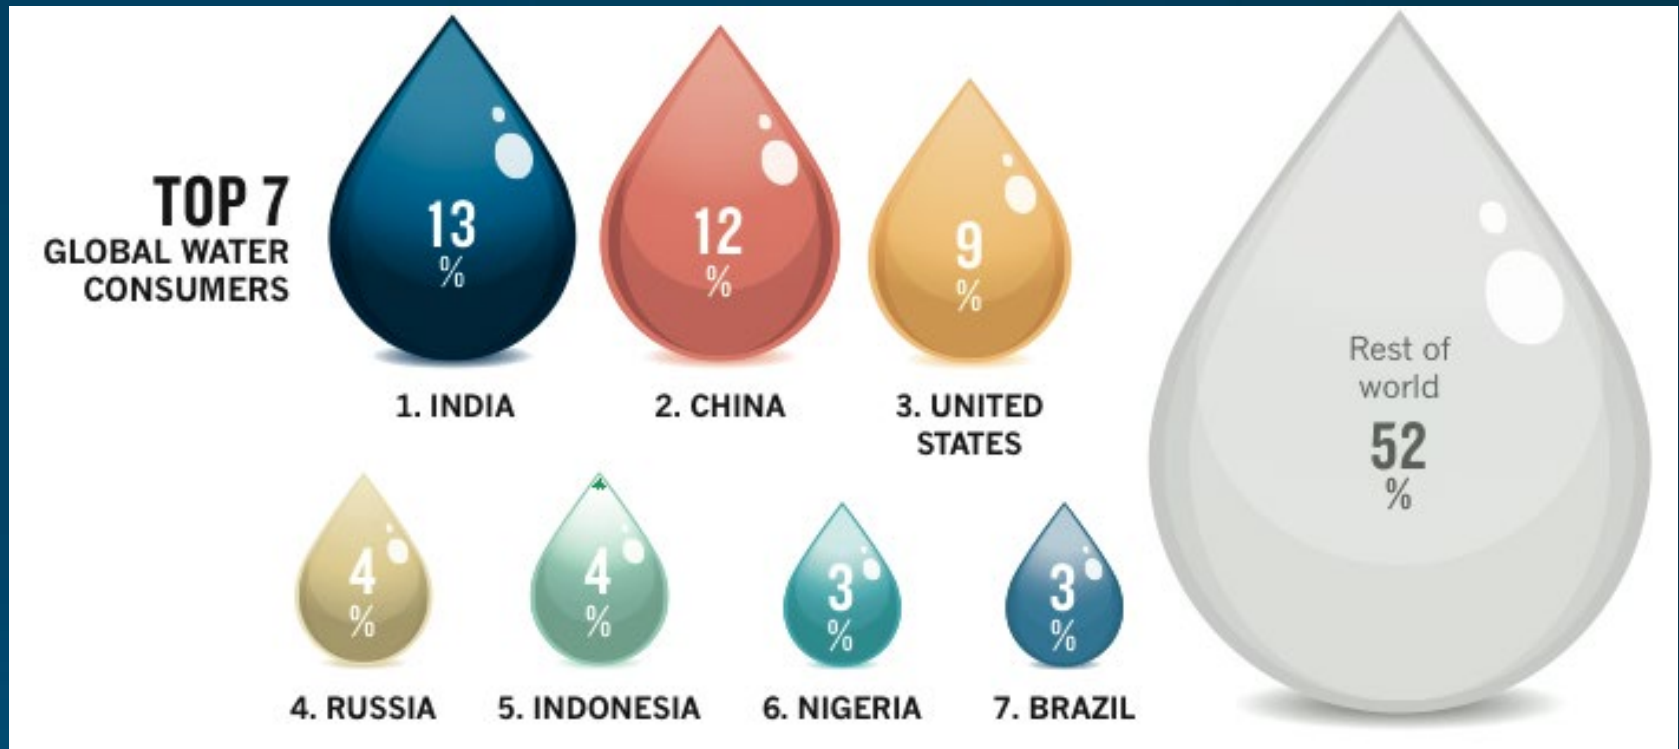 TOP 7
GLOBAL WATER
CONSUMERS
13
%
1. INDIA
12
%
2. CHINA
9
%
3. UNITED
STATES
4
%
4. RUSSIA
4
%
5. INDONESIA
3
%
6. NIGERIA
3
%
7. BRAZIL
Rest of
world
52
%